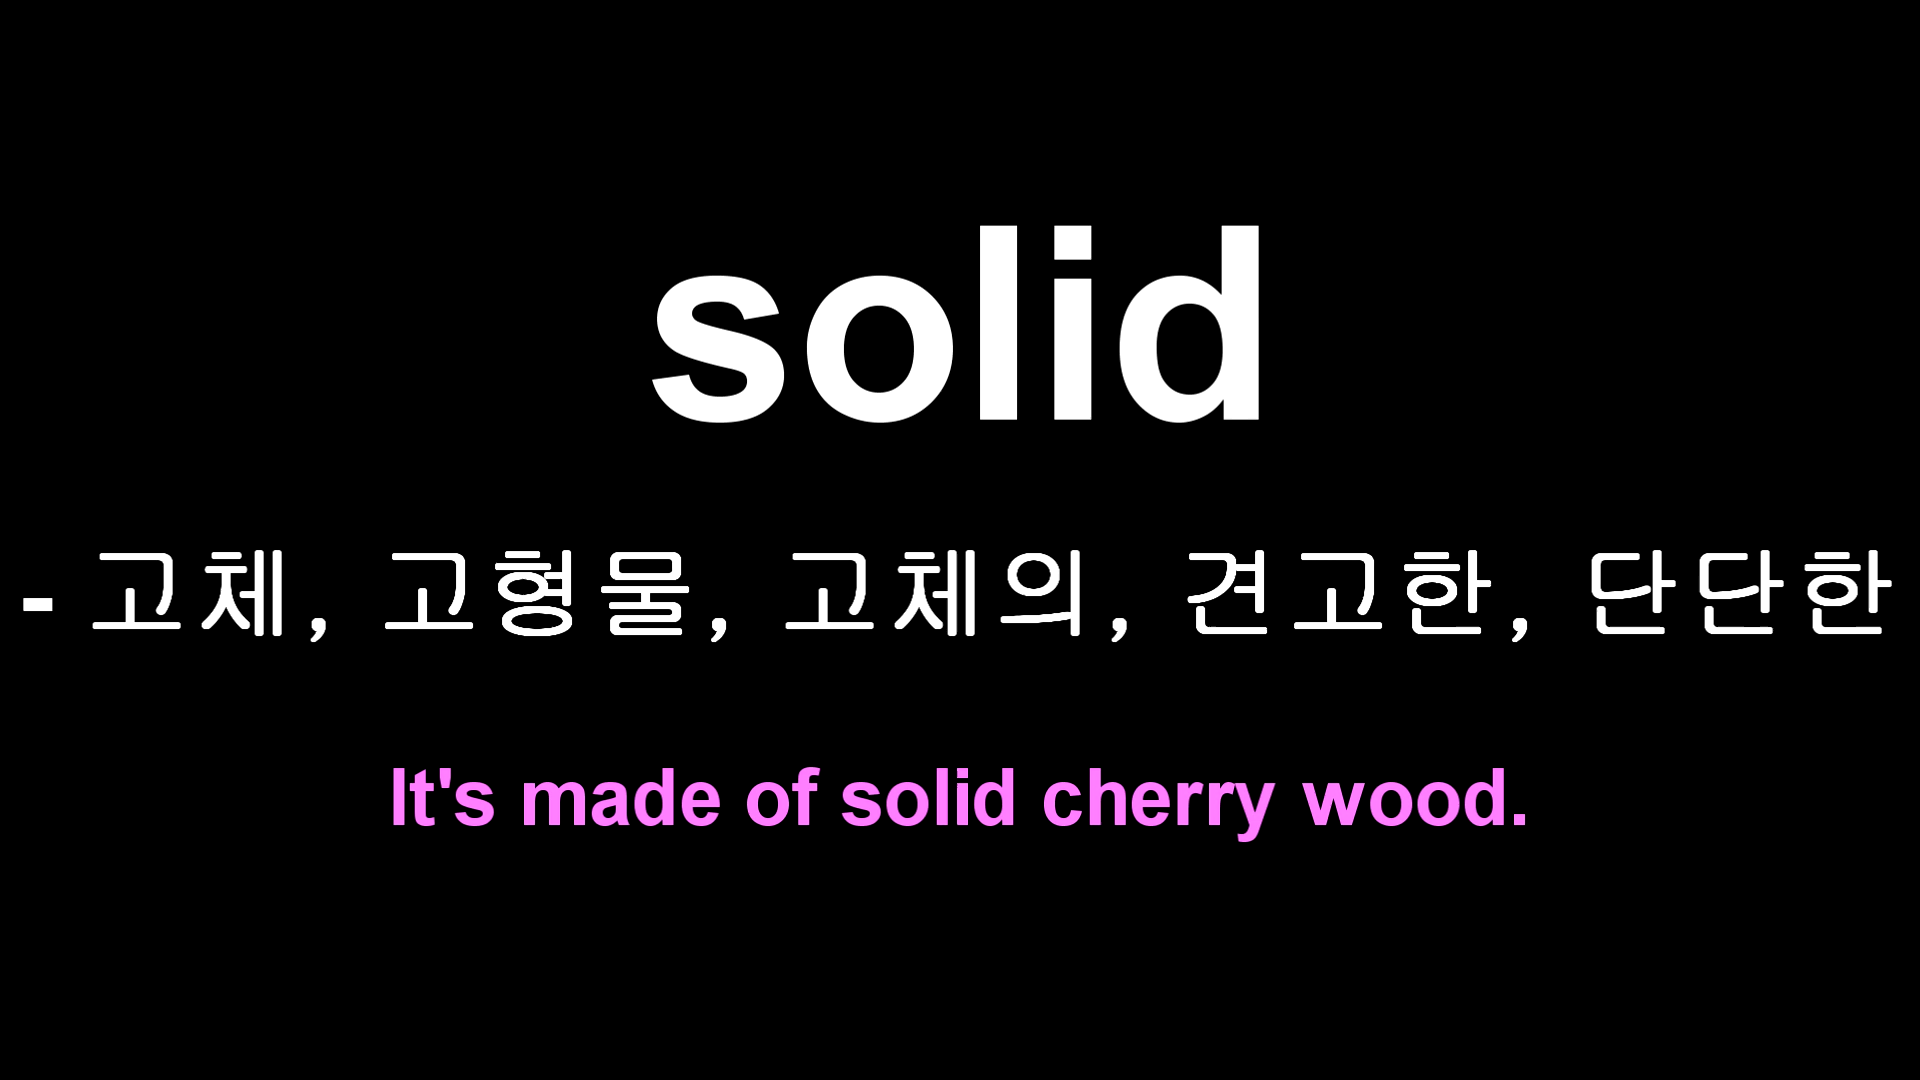 solid
- 고체, 고형물, 고체의, 견고한, 단단한
It's made of solid cherry wood.